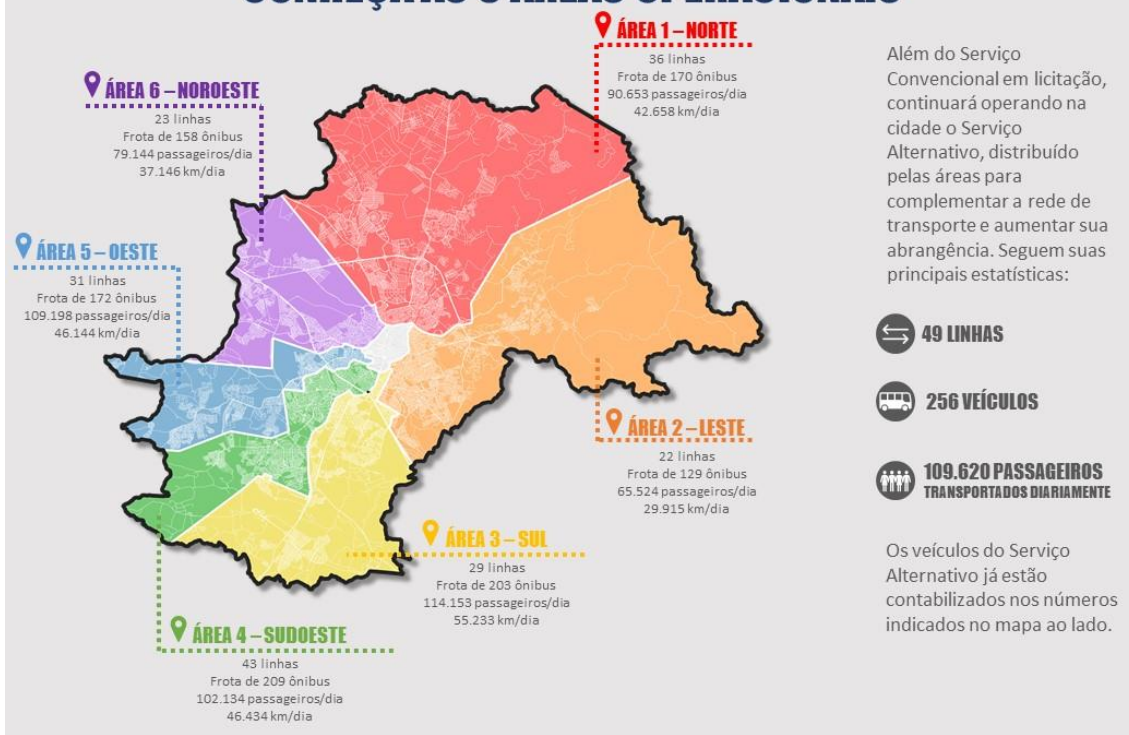 CONHEÇA AS 6 ÁREAS OPERACIONAIS
ÁREA 1 – NORTE
36 linhas
Frota de 170 ônibus
90.653 passageiros/dia
42.658 km/dia
ÁREA 6 – NOROESTE
23 linhas
Frota de 158 ônibus
79.144 passageiros/dia
37.146 km/dia
ÁREA 5 – OESTE
31 linhas
Frota de 172 ônibus
109.198 passageiros/dia
46.144 km/dia
ÁREA 2 – LESTE
22 linhas
Frota de 129 ônibus
65.524 passageiros/dia
29.915 km/dia
ÁREA 3 – SUL
29 linhas
Frota de 203 ônibus
114.153 passageiros/dia
55.233 km/dia
ÁREA 4 – SUDOESTE
43 linhas
Frota de 209 ônibus
102.134 passageiros/dia
46.434 km/dia
Além do Serviço
Convencional em licitação,
continuará operando na
cidade o Serviço
Alternativo, distribuído
pelas áreas para
complementar a rede de
transporte e aumentar sua
abrangência. Seguem suas
principais estatísticas:
49 LINHAS
256 VEÍCULOS
109.620 PASSAGEIROS
TRANSPORTADOS DIARIAMENTE
Os veículos do Serviço
Alternativo já estão
contabilizados nos números
indicados no mapa ao lado.